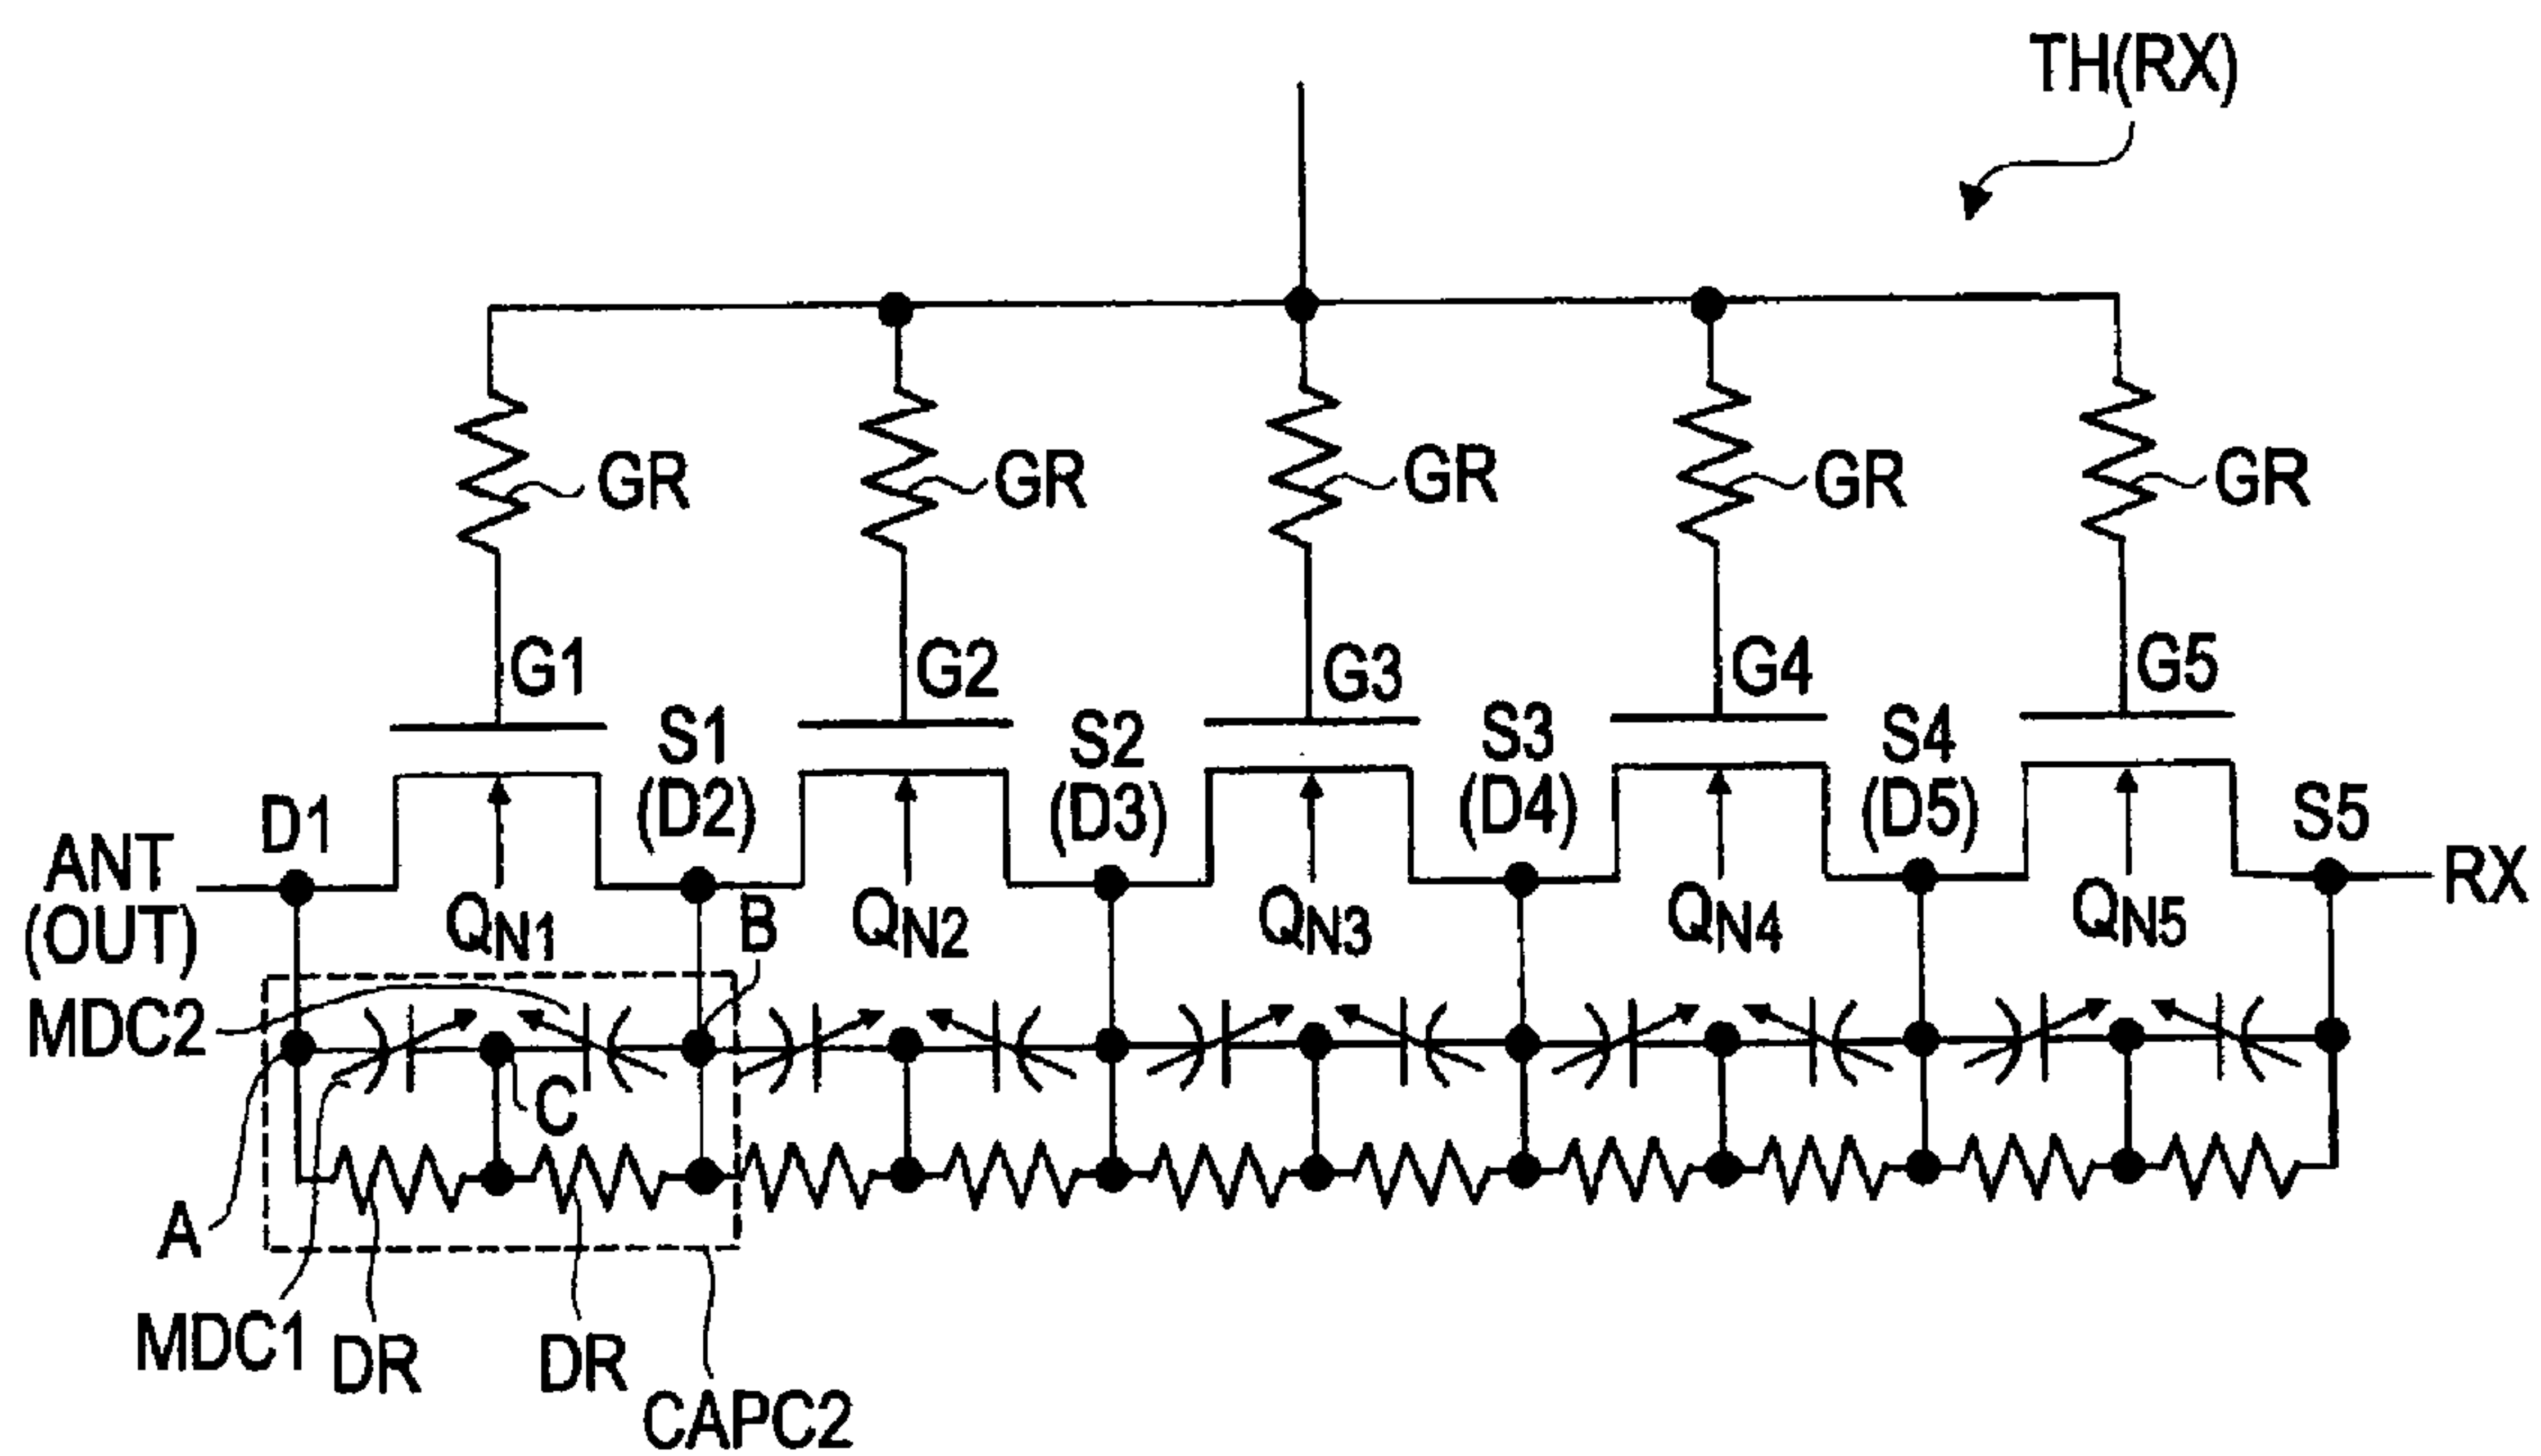 TH(RX)
GR GR GR GR GR
G1 G2 G3 G4 G5
S1 S2 S3 S4
D1 (D2) (D3) (D4) (D5) S5
ANT
(OUT)
RX
QN1 QN2 QN3 QN4 QN5
B
MDC2
C
A
MDC1
DR DR
CAPC2